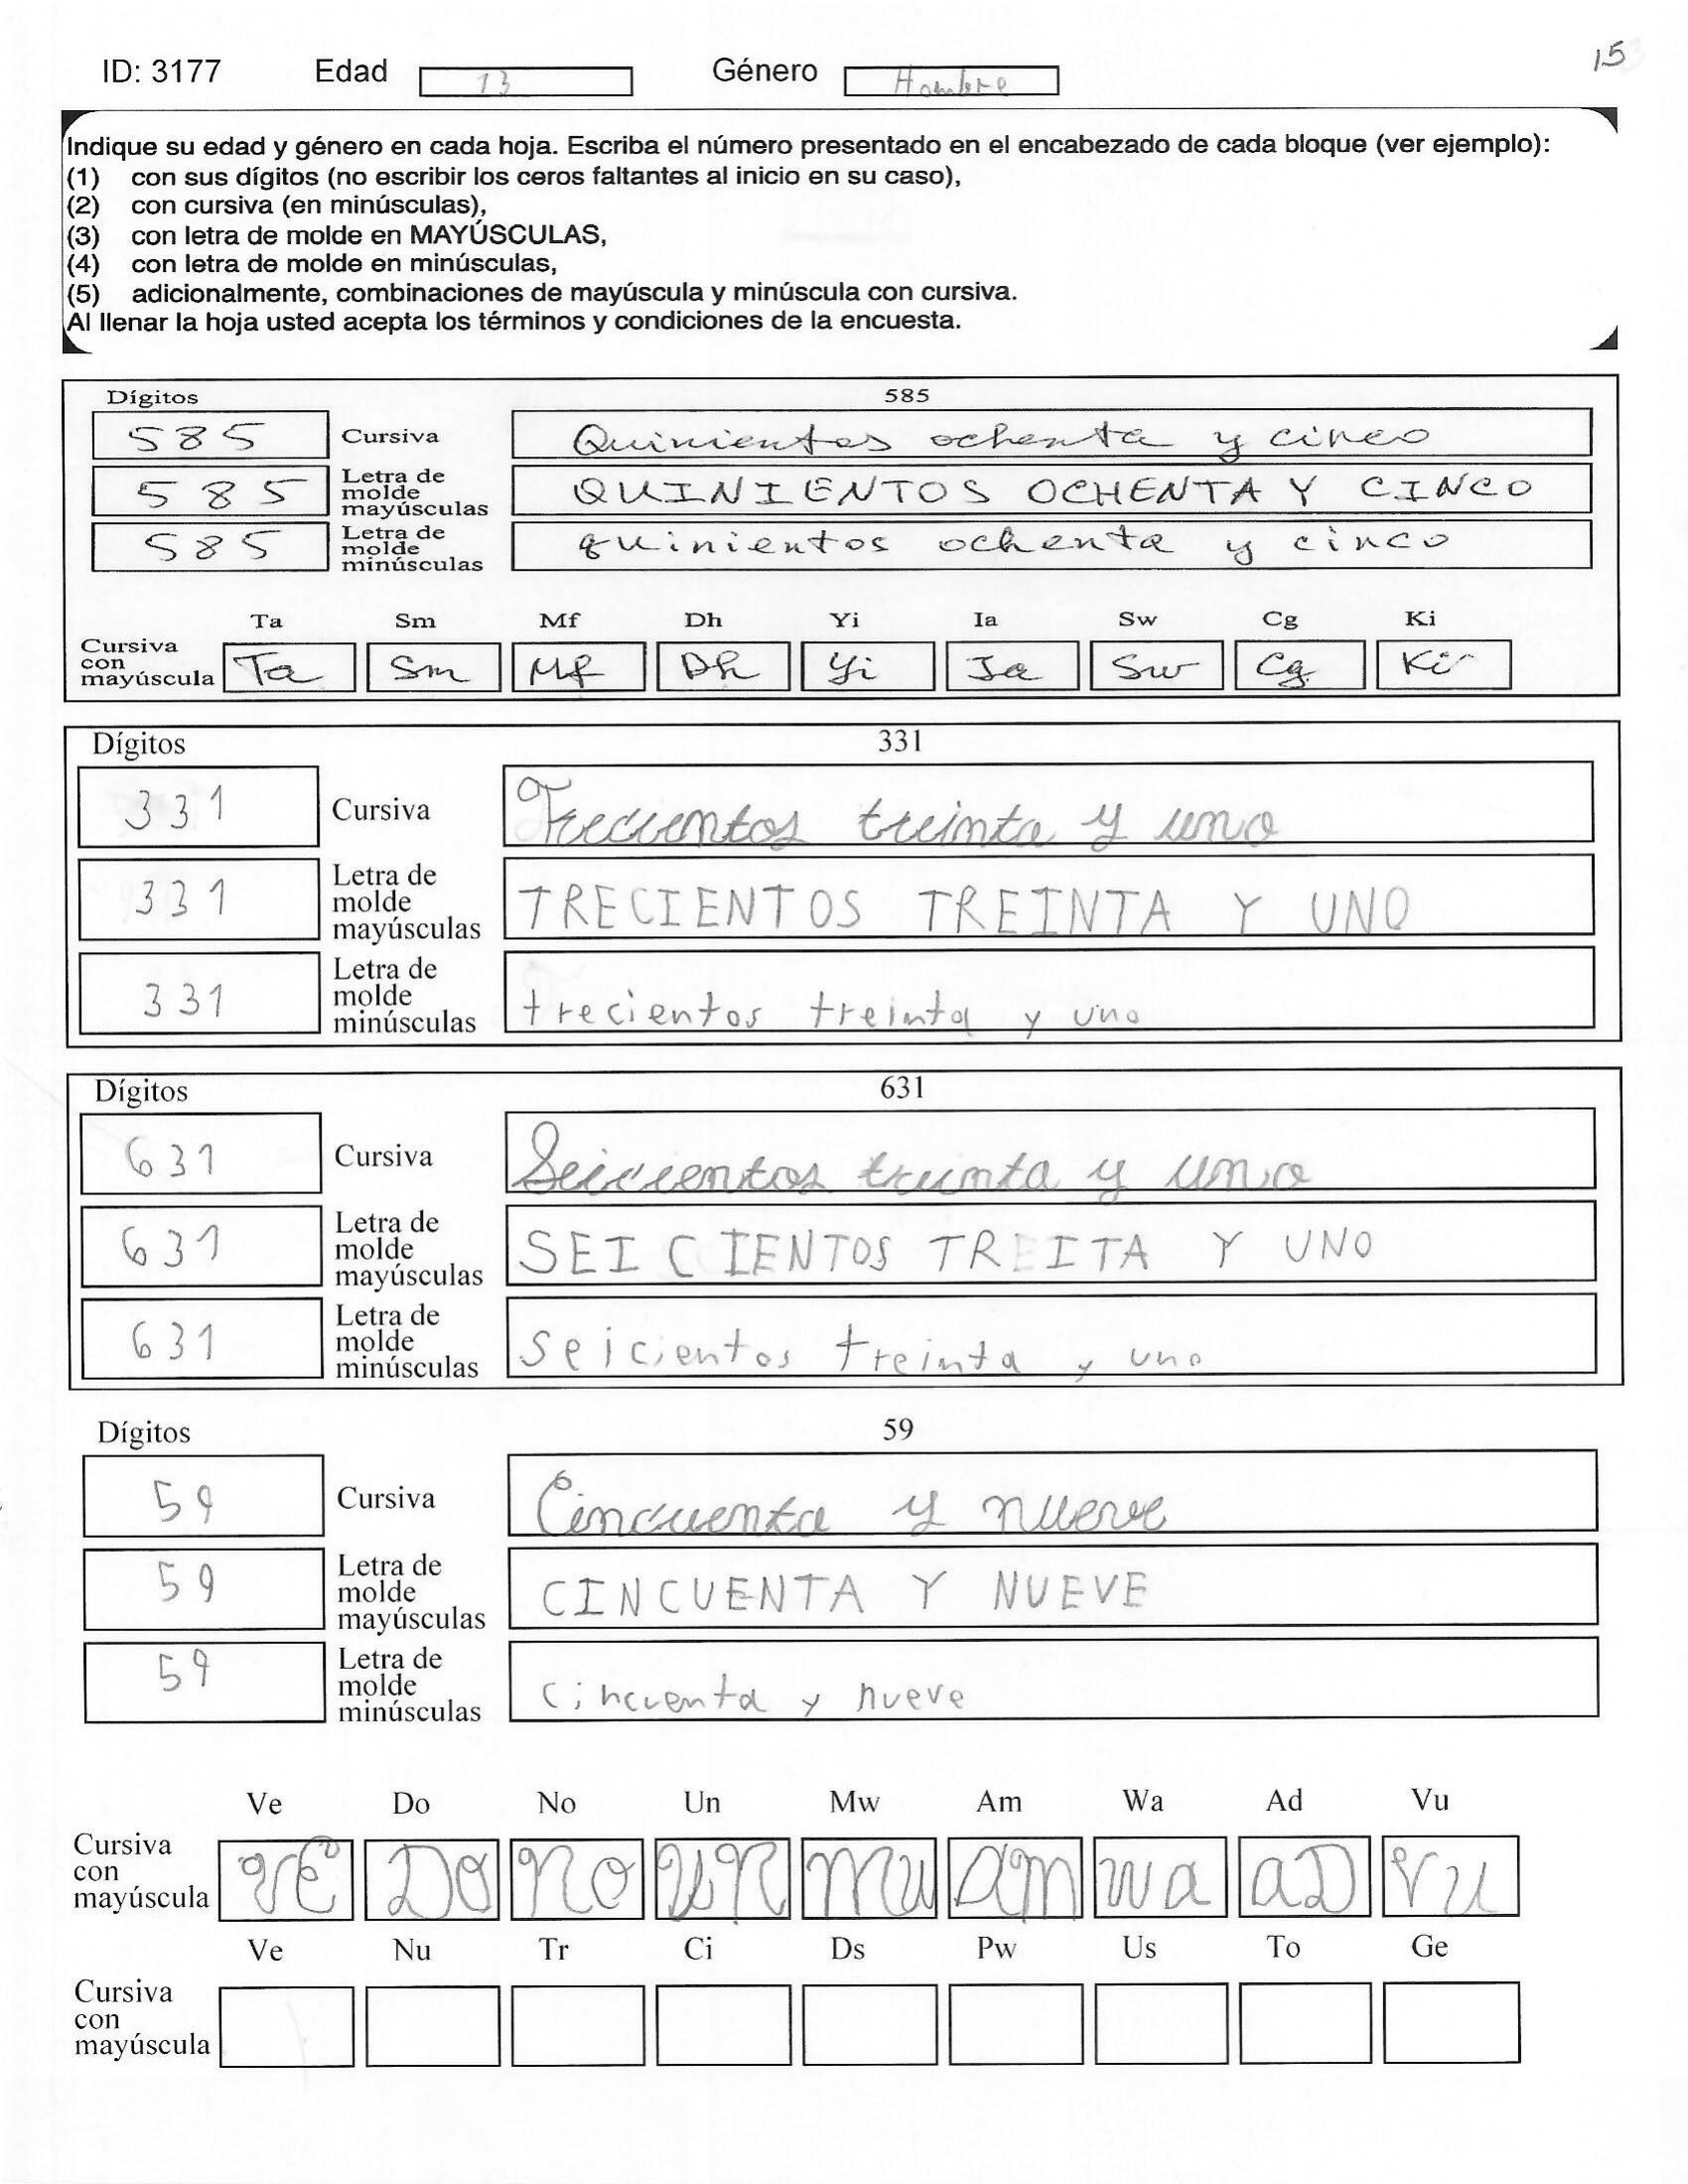 ID: 3177 Edad 13 Género Hombre 15
Indique su edad y género en cada hoja. Escriba el número presentado en el encabezado de cada bloque (ver ejemplo):
(1) con sus dígitos (no escribir los ceros faltantes al inicio en su caso),
(2) con cursiva (en minúsculas),
(3) con letra de molde en MAYÚSCULAS,
(4) con letra de molde en minúsculas,
(5) adicionalmente, combinaciones de mayúscula y minúscula con cursiva.
Al llenar la hoja usted acepta los términos y condiciones de la encuesta.
Dígitos 585
585 Cursiva Quinientos ochenta y cinco
585 Letra de molde mayúsculas QUINIENTOS OCHENTA Y CINCO
585 Letra de molde minúsculas quinientos ochenta y cinco
Ta Sm Mf Dh Yi Ia Sw Cg Ki
Cursiva con mayúscula Ta Sm Mf Dh Yi Ia Sw Cg Ki
Dígitos 331
331 Cursiva Trecientos treinta y uno
331 Letra de molde mayúsculas TRECIENTOS TREINTA Y UNO
331 Letra de molde minúsculas trecientos treinta y uno
Dígitos 631
631 Cursiva Seicientos treinta y uno
631 Letra de molde mayúsculas SEICIENTOS TREITA Y UNO
631 Letra de molde minúsculas seicientos treinta y uno
Dígitos 59
59 Cursiva Cincuenta y nueve
59 Letra de molde mayúsculas CINCUENTA Y NUEVE
59 Letra de molde minúsculas cincuenta y nueve
Ve Do No Un Mw Am Wa Ad Vu
Cursiva con mayúscula VE DO No UN Mw AM wa aD Vu
Ve Nu Tr Ci Ds Pw Us To Ge
Cursiva con mayúscula